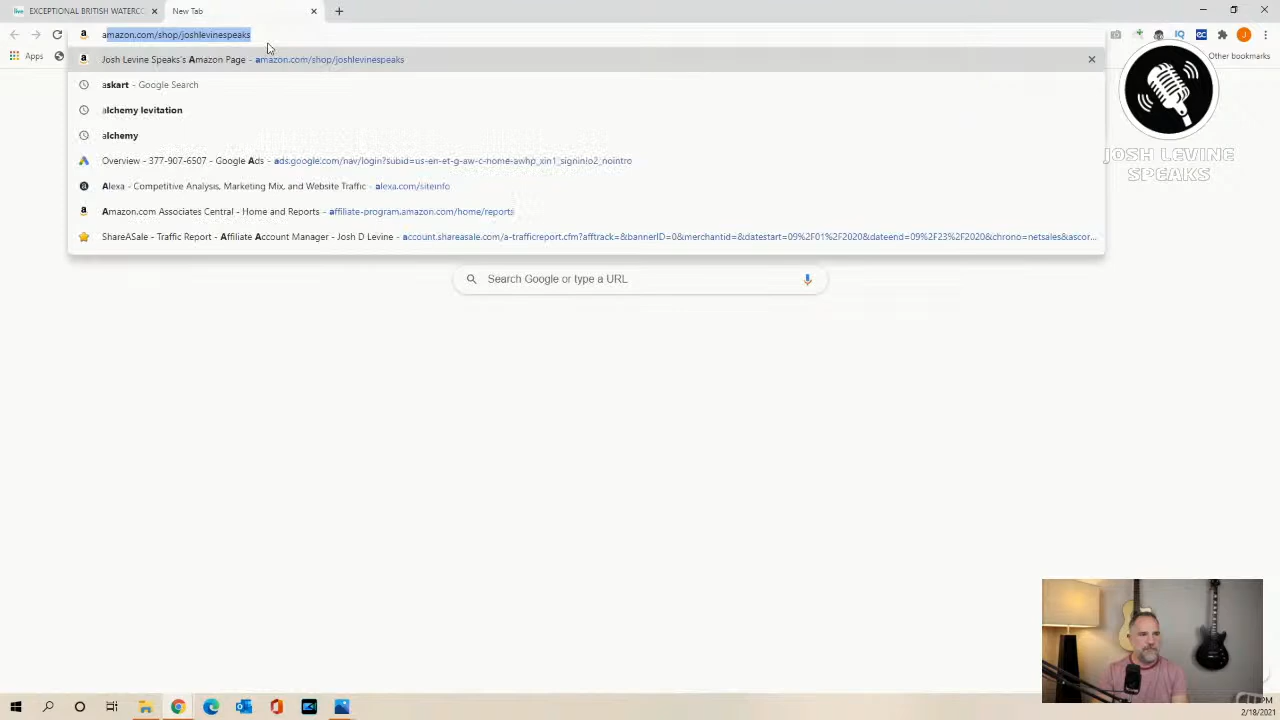 EXCEPTIONAL BRITISH WATERCO
New Tab
amazon.com/shop/joshlevinespeaks
Apps
Other bookmarks
Josh Levine Speaks's Amazon Page - amazon.com/shop/joshlevinespeaks
askart - Google Search
alchemy levitation
alchemy
Overview - 377-907-6507 - Google Ads - ads.google.com/nav/login?subid=us-en-et-g-aw-c-home-awhp_xin1_signinfo2_nointro
Alexa - Competitive Analysis, Marketing Mix, and Website Traffic - alexa.com/siteinfo
Amazon.com Associates Central - Home and Reports - affiliate-program.amazon.com/home/reports
ShareASale - Traffic Report - Affiliate Account Manager - Josh D Levine - account.shareasale.com/a-trafficreport.cfm?afftrack=&bannerID=0&merchantid=&datestart=09%2F01%2F2020&dateend=09%2F23%2F2020&chrono=netsales&ascor...
JOSH LEVINE
SPEAKS
Search Google or type a URL
PM
2/18/2021